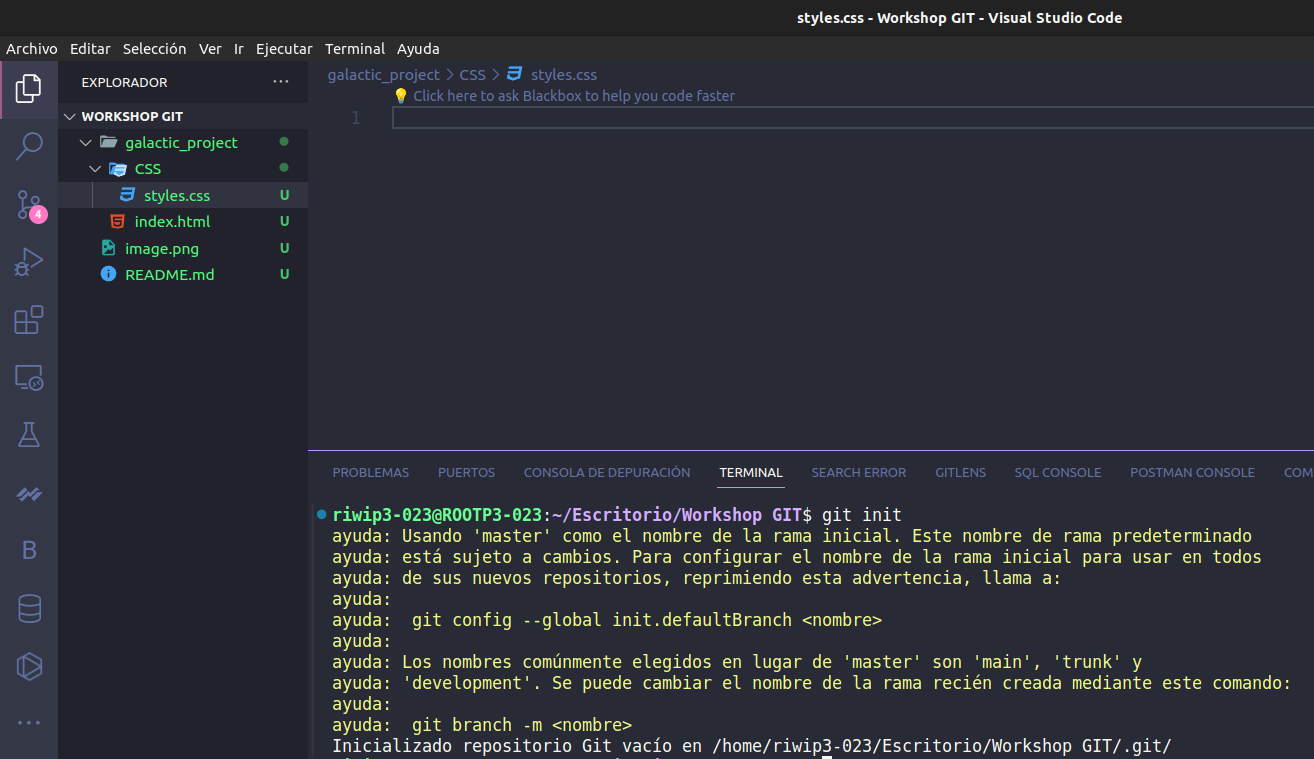 styles.css - Workshop GIT - Visual Studio Code
Archivo Editar Selección Ver Ir Ejecutar Terminal Ayuda
EXPLORADOR ···
galactic_project > CSS > styles.css
Click here to ask Blackbox to help you code faster
1
WORKSHOP GIT
galactic_project
CSS
styles.css U
index.html U
image.png U
README.md U
4
B
PROBLEMAS PUERTOS CONSOLA DE DEPURACIÓN TERMINAL SEARCH ERROR GITLENS SQL CONSOLE POSTMAN CONSOLE COM
riwip3-023@ROOTP3-023:~/Escritorio/Workshop GIT$ git init
ayuda: Usando 'master' como el nombre de la rama inicial. Este nombre de rama predeterminado
ayuda: está sujeto a cambios. Para configurar el nombre de la rama inicial para usar en todos
ayuda: de sus nuevos repositorios, reprimiendo esta advertencia, llama a:
ayuda:
ayuda:  git config --global init.defaultBranch <nombre>
ayuda:
ayuda: Los nombres comúnmente elegidos en lugar de 'master' son 'main', 'trunk' y
ayuda: 'development'. Se puede cambiar el nombre de la rama recién creada mediante este comando:
ayuda:
ayuda:  git branch -m <nombre>
Inicializado repositorio Git vacío en /home/riwip3-023/Escritorio/Workshop GIT/.git/